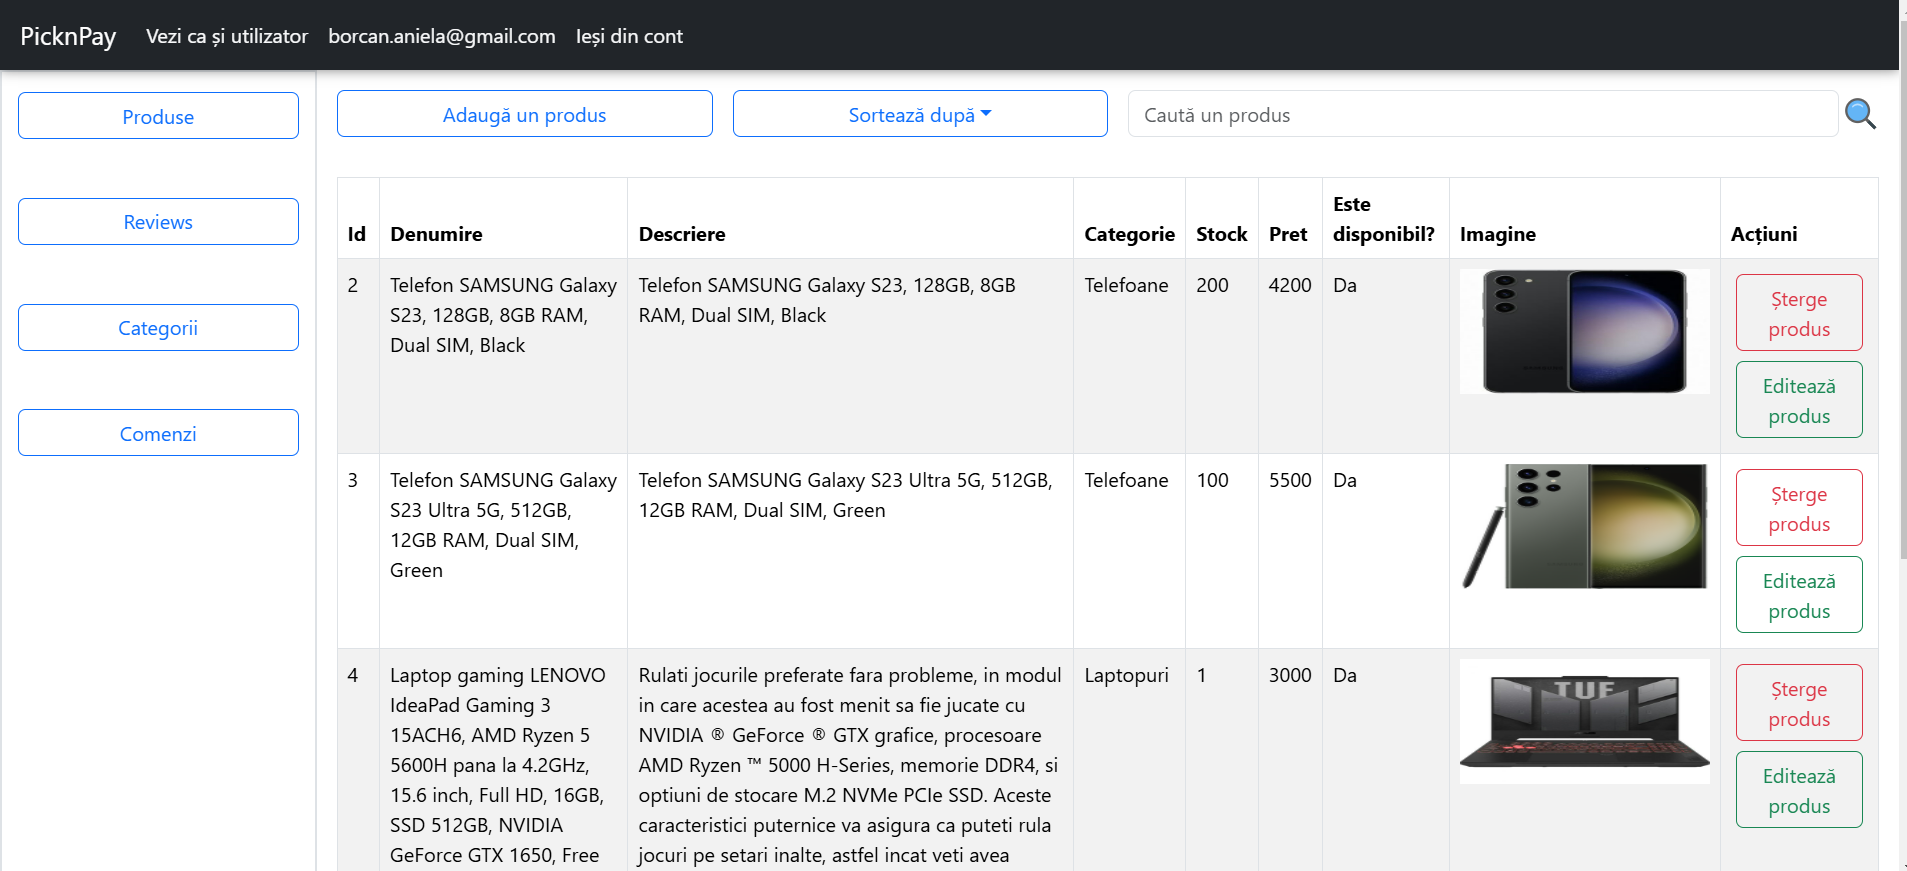 PicknPay Vezi ca și utilizator borcan.aniela@gmail.com Ieși din cont
Produse
Reviews
Categorii
Comenzi
Adaugă un produs Sortează după Caută un produs
Id Denumire Descriere Categorie Stock Pret Este disponibil? Imagine Acțiuni
2
Telefon SAMSUNG Galaxy
S23, 128GB, 8GB RAM,
Dual SIM, Black
Telefon SAMSUNG Galaxy S23, 128GB, 8GB
RAM, Dual SIM, Black
Telefoane
200
4200
Da
Șterge
produs
Editează
produs
3
Telefon SAMSUNG Galaxy
S23 Ultra 5G, 512GB,
12GB RAM, Dual SIM,
Green
Telefon SAMSUNG Galaxy S23 Ultra 5G, 512GB,
12GB RAM, Dual SIM, Green
Telefoane
100
5500
Da
Șterge
produs
Editează
produs
4
Laptop gaming LENOVO
IdeaPad Gaming 3
15ACH6, AMD Ryzen 5
5600H pana la 4.2GHz,
15.6 inch, Full HD, 16GB,
SSD 512GB, NVIDIA
GeForce GTX 1650, Free
Rulati jocurile preferate fara probleme, in modul
in care acestea au fost menit sa fie jucate cu
NVIDIA ® GeForce ® GTX grafice, procesoare
AMD Ryzen ™ 5000 H-Series, memorie DDR4, si
optiuni de stocare M.2 NVMe PCIe SSD. Aceste
caracteristici puternice va asigura ca puteti rula
jocuri pe setari inalte, astfel incat veti avea
Laptopuri
1
3000
Da
TUF
Șterge
produs
Editează
produs